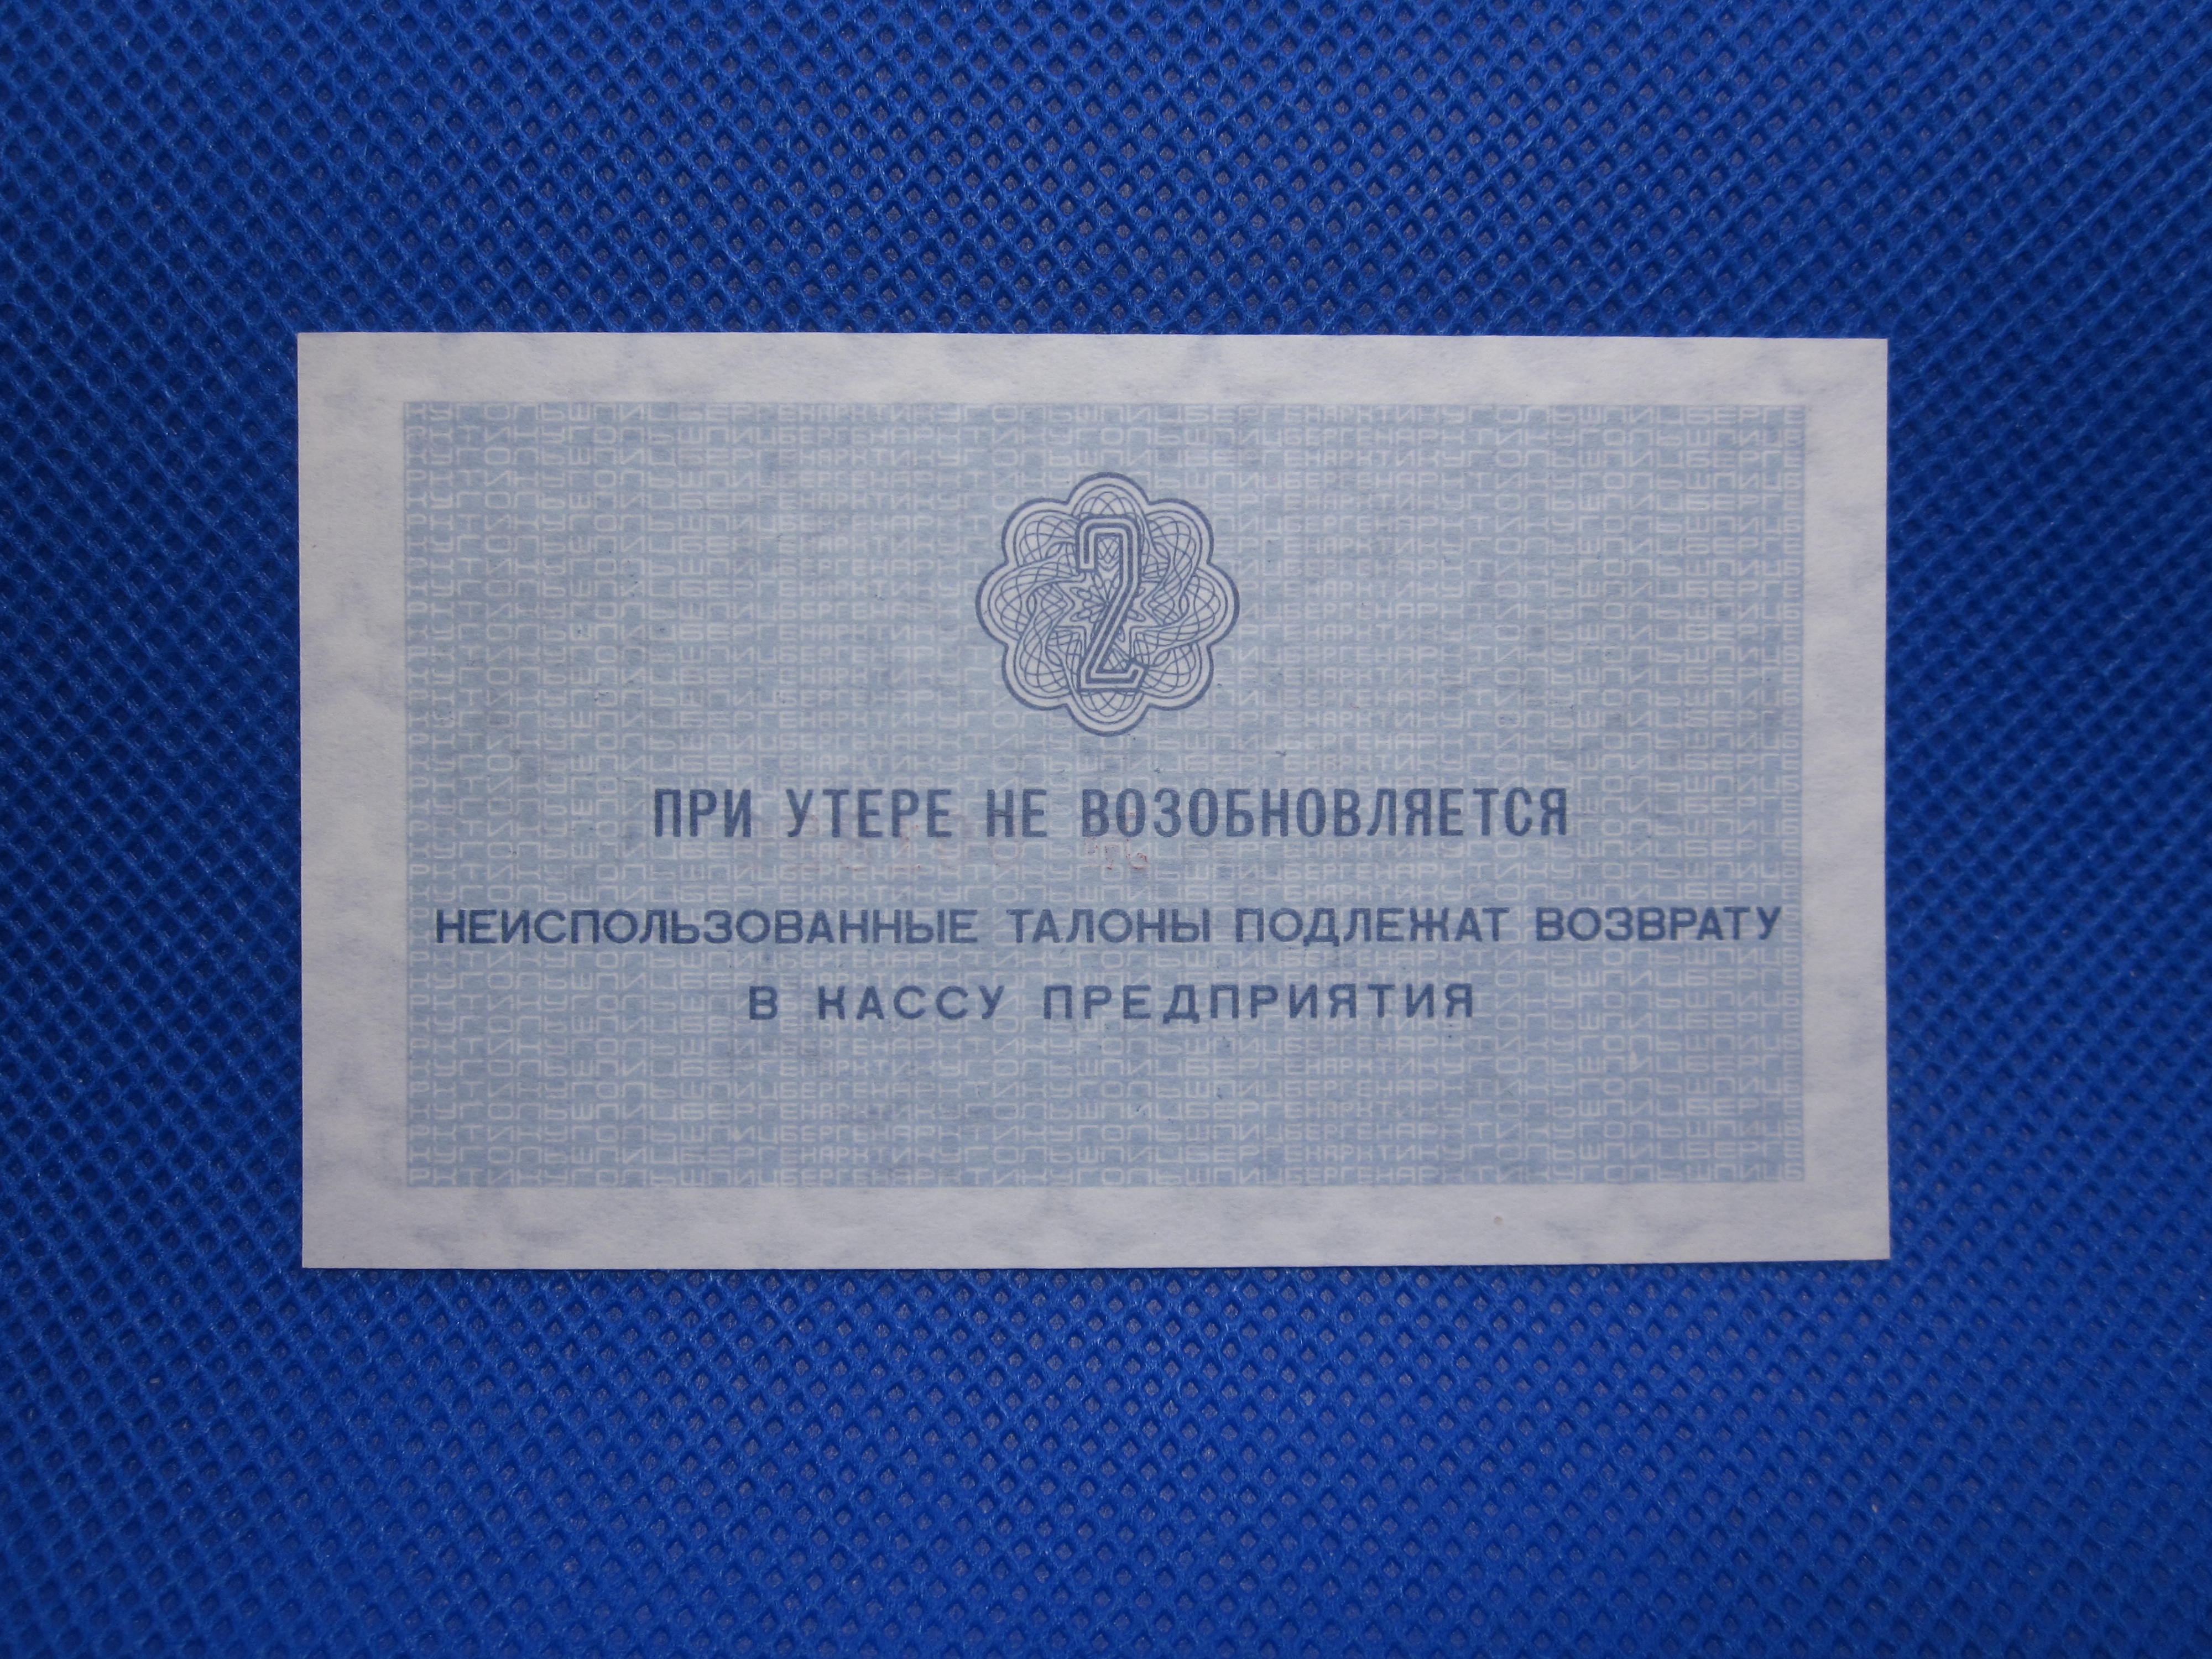 2
ПРИ УТЕРЕ НЕ ВОЗОБНОВЛЯЕТСЯ
НЕИСПОЛЬЗОВАННЫЕ ТАЛОНЫ ПОДЛЕЖАТ ВОЗВРАТУ
В КАССУ ПРЕДПРИЯТИЯ